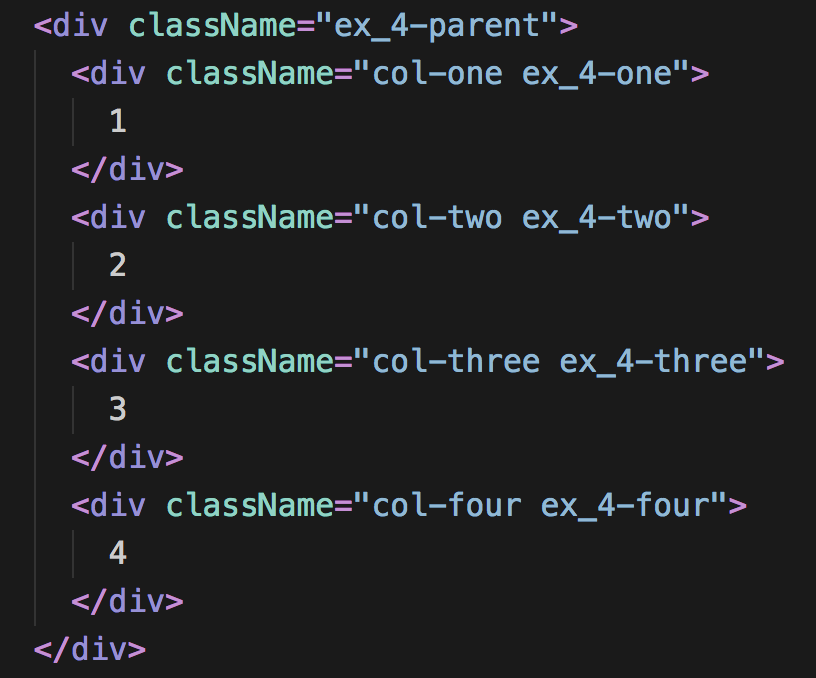 <div className="ex_4-parent">
<div className="col-one ex_4-one">
1
</div>
<div className="col-two ex_4-two">
2
</div>
<div className="col-three ex_4-three">
3
</div>
<div className="col-four ex_4-four">
4
</div>
</div>